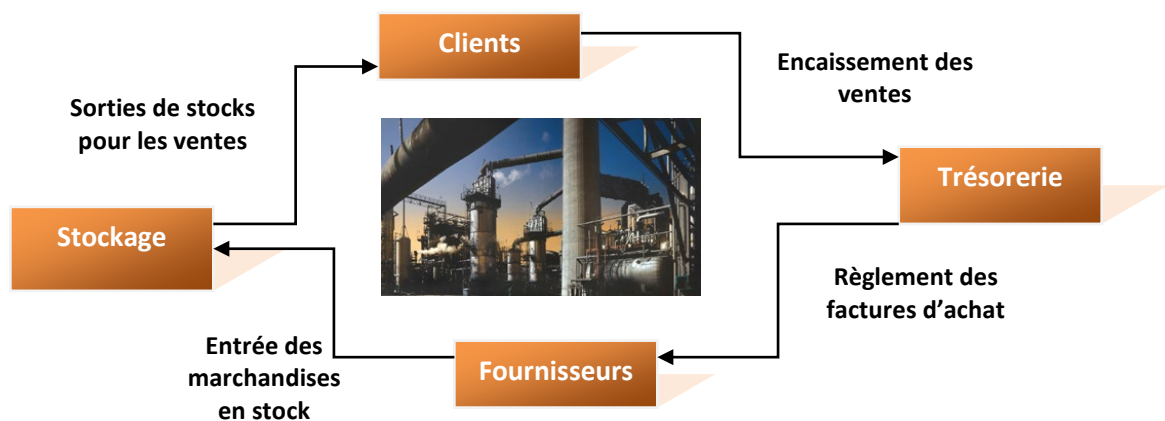 Clients
Encaissement des
ventes
Sorties de stocks
pour les ventes
Trésorerie
Stockage
Règlement des
factures d’achat
Entrée des
marchandises
en stock
Fournisseurs